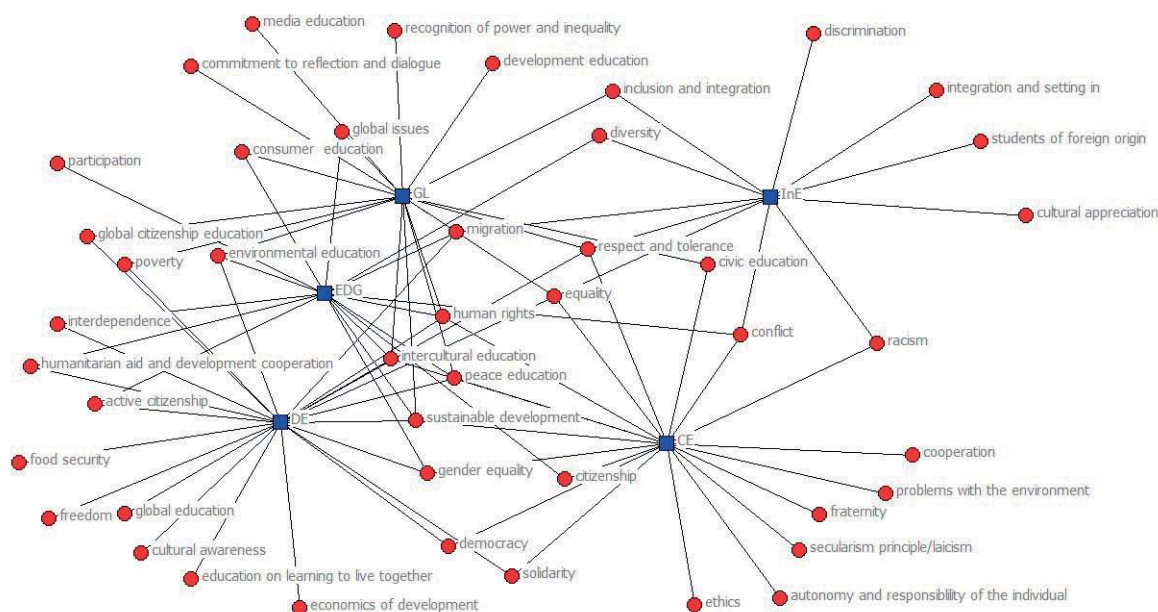 media education
recognition of power and inequality
discrimination
commitment to reflection and dialogue
development education
inclusion and integration
integration and setting in
global issues
diversity
students of foreign origin
consumer education
participation
GL
InE
cultural appreciation
global citizenship education
migration
environmental education
respect and tolerance
poverty
civic education
EDG
equality
interdependence
human rights
conflict
racism
intercultural education
humanitarian aid and development cooperation
peace education
active citizenship
DE
sustainable development
CE
food security
gender equality
citizenship
cooperation
problems with the environment
freedom
global education
fraternity
cultural awareness
democracy
secularism principle/laicism
education on learning to live together
solidarity
economics of development
ethics
autonomy and responsiblility of the individual